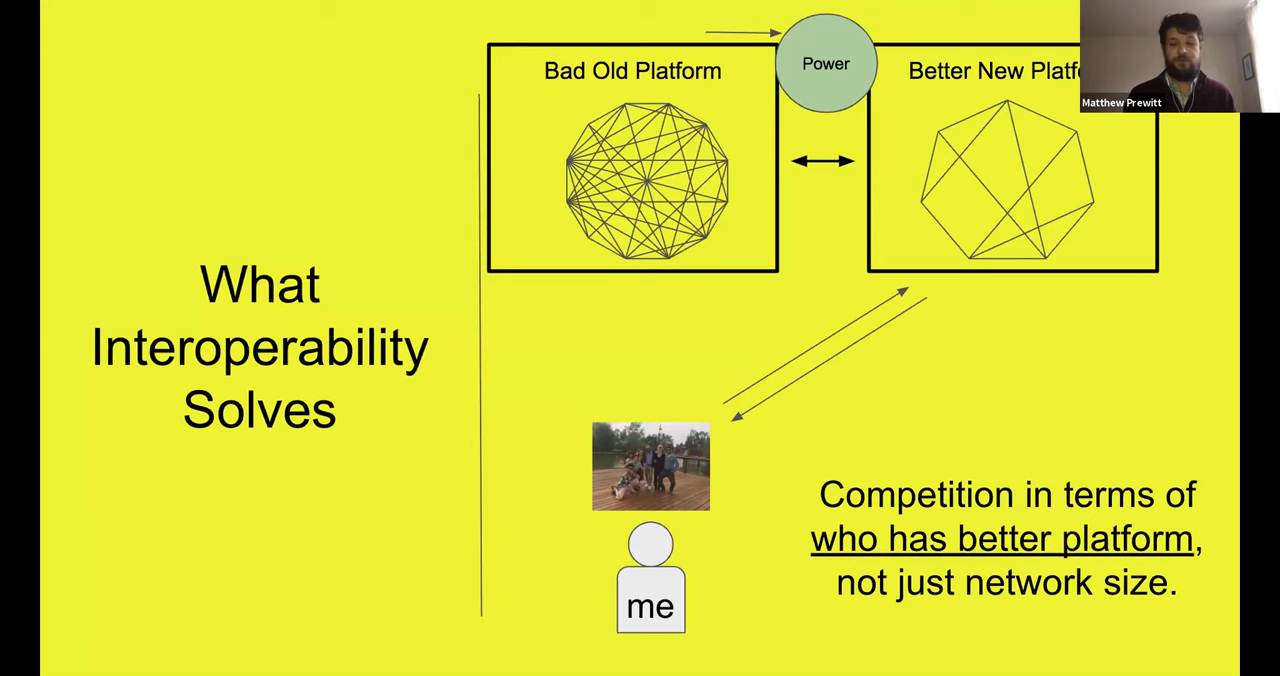 What
Interoperability
Solves
Bad Old Platform
Power
Better New Platf
Matthew Prewitt
me
Competition in terms of
who has better platform,
not just network size.